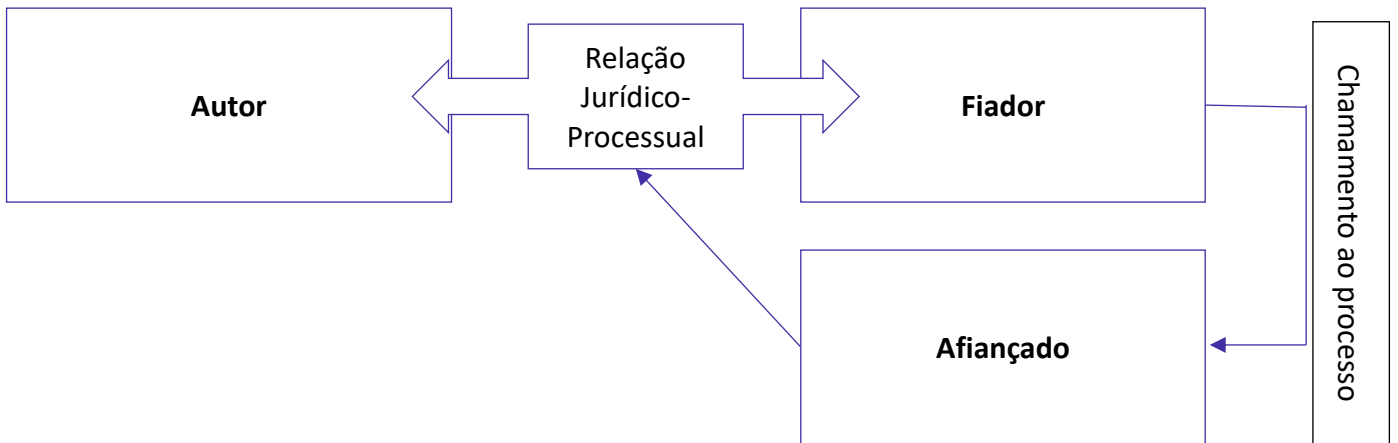 Autor
Relação
Jurídico-
Processual
Fiador
Chamamento ao processo
Afiançado